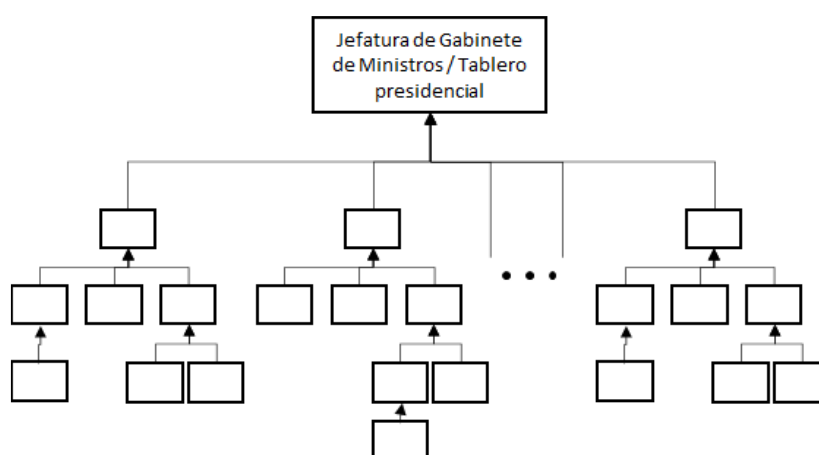 Jefatura de Gabinete
de Ministros / Tablero
presidencial